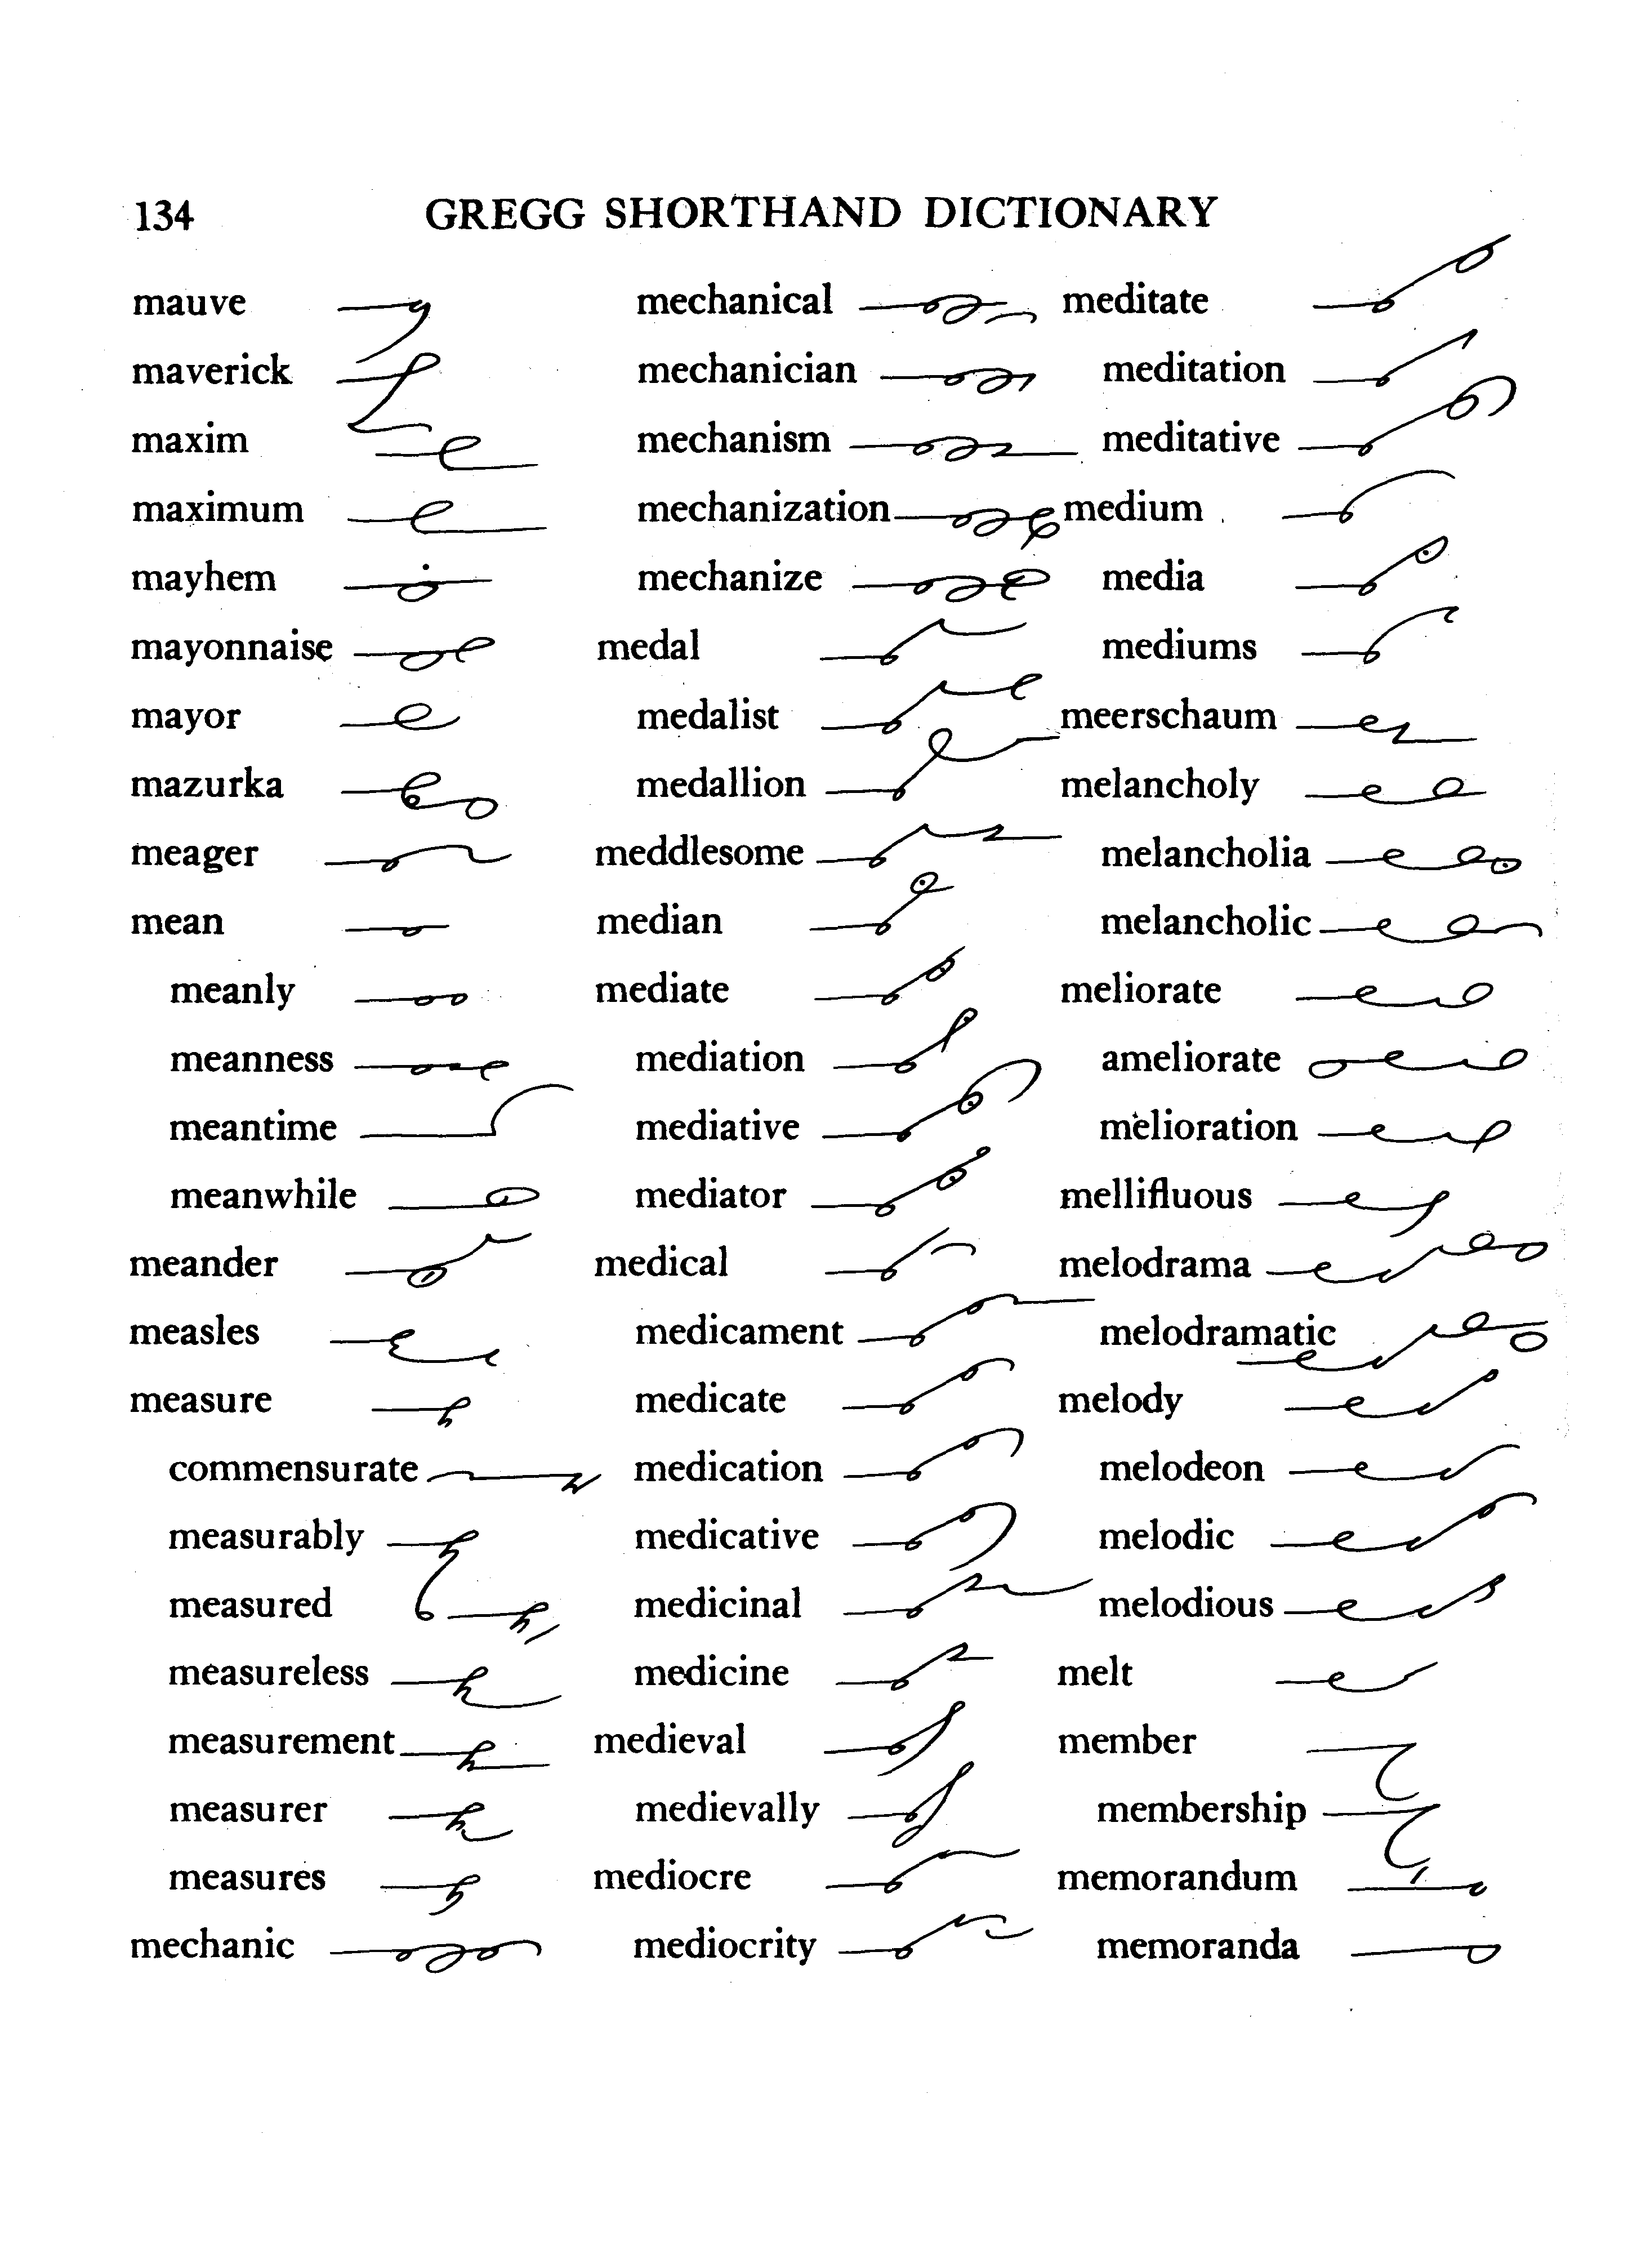 134 GREGG SHORTHAND DICTIONARY
mauve
maverick
maxim
maximum
mayhem
mayonnaise
mayor
mazurka
meager
mean
meanly
meanness
meantime
meanwhile
meander
measles
measure
commensurate
measurably
measured
measureless
measurement
measurer
measures
mechanic
mechanical
mechanician
mechanism
mechanization
mechanize
medal
medalist
medallion
meddlesome
median
mediate
mediation
mediative
mediator
medical
medicament
medicate
medication
medicative
medicinal
medicine
medieval
medievally
mediocre
mediocrity
meditate
meditation
meditative
medium
media
mediums
meerschaum
melancholy
melancholia
melancholic
meliorate
ameliorate
melioration
mellifluous
melodrama
melodramatic
melody
melodeon
melodic
melodious
melt
member
membership
memorandum
memoranda